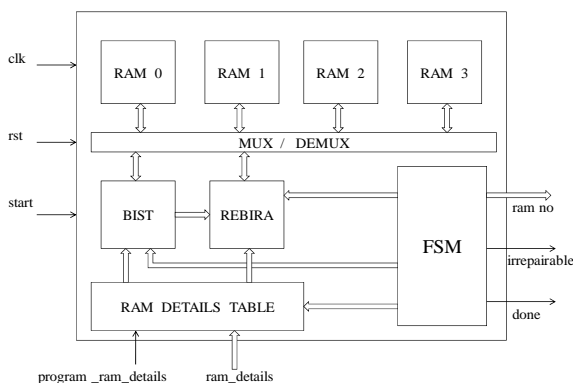 clk
RAM 0
RAM 1
RAM 2
RAM 3
rst
MUX / DEMUX
start
BIST
REBIRA
FSM
ram no
irrepairable
RAM DETAILS TABLE
done
program _ram_details
ram_details